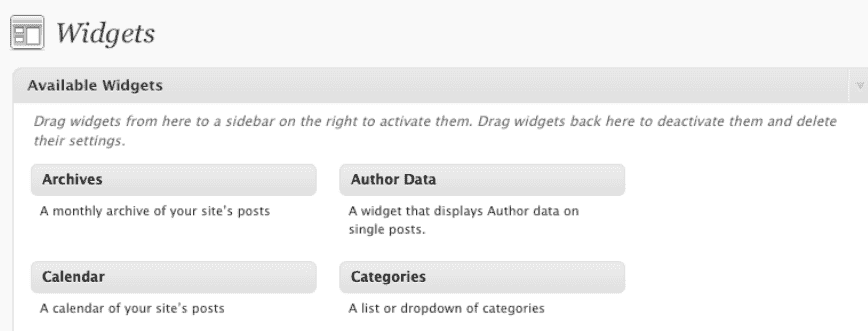 Widgets
Available Widgets
Drag widgets from here to a sidebar on the right to activate them. Drag widgets back here to deactivate them and delete
their settings.
Archives
A monthly archive of your site's posts
Author Data
A widget that displays Author data on
single posts.
Calendar
A calendar of your site's posts
Categories
A list or dropdown of categories